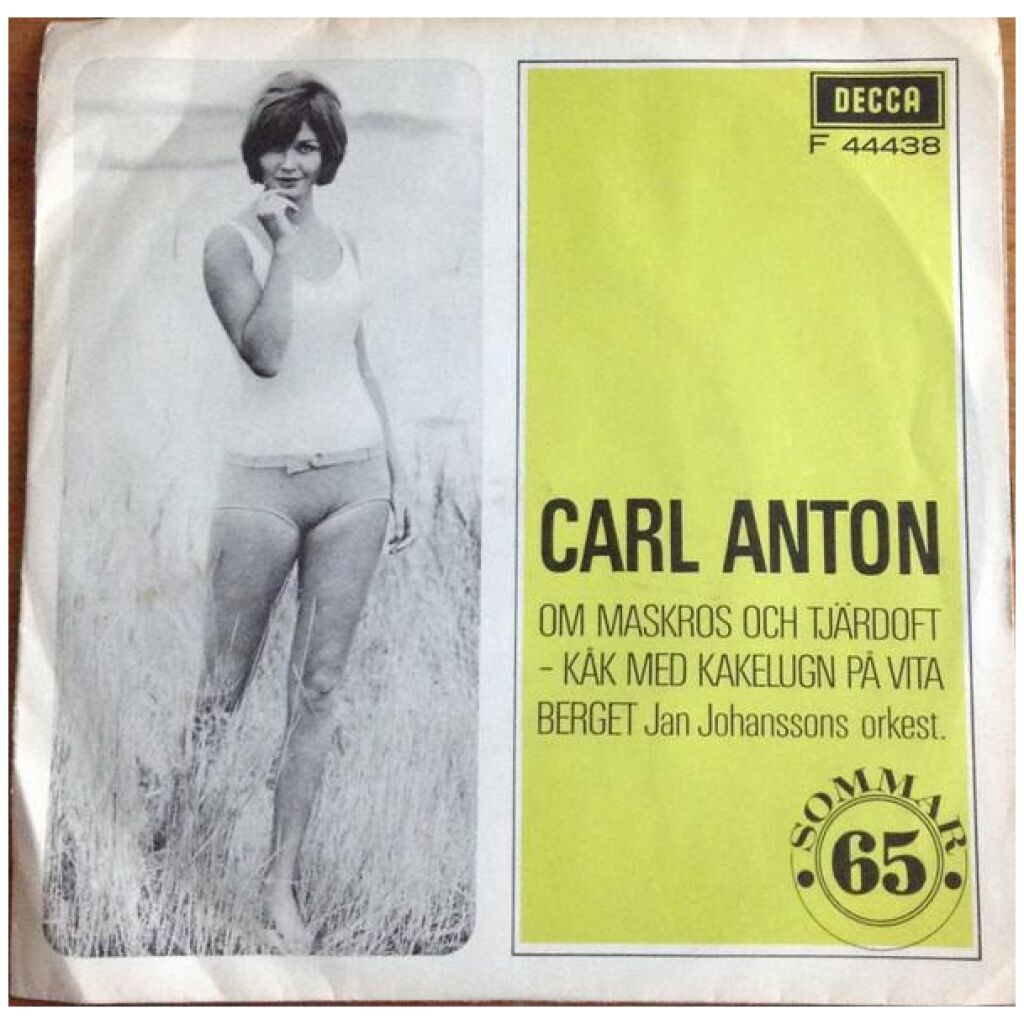 DECCA
F 44438
CARL ANTON
OM MASKROS OCH TJÄRDOFT
- KÅK MED KAKELUGN PÅ VITA
BERGET Jan Johanssons orkest.
SOMMAR
65